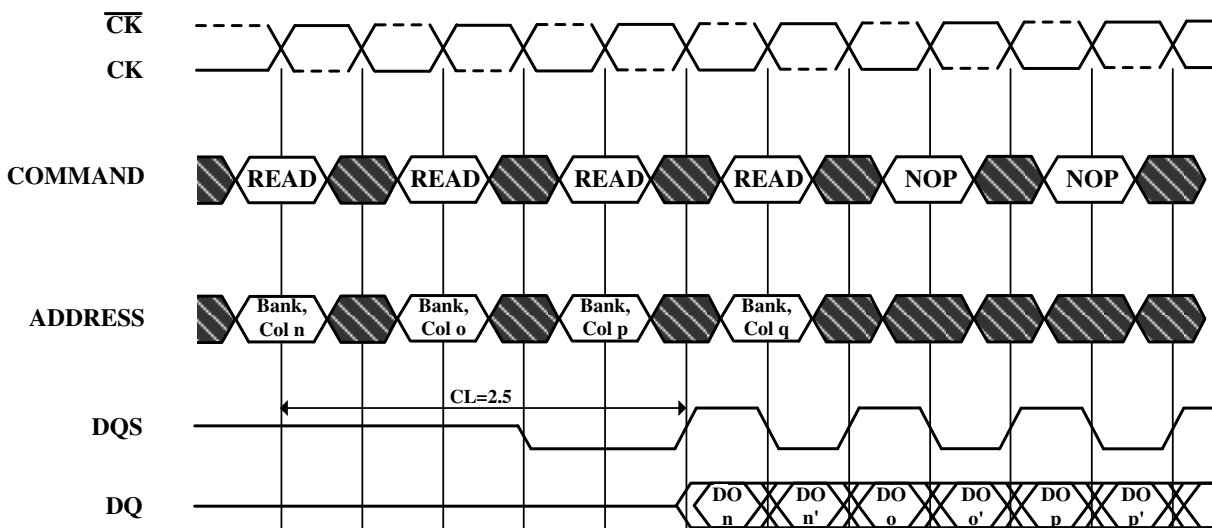 CK
CK
COMMAND
READ
READ
READ
READ
NOP
NOP
ADDRESS
Bank,
Col n
Bank,
Col o
Bank,
Col p
Bank,
Col q
CL=2.5
DQS
DQ
DO
n
DO
n'
DO
o
DO
o'
DO
p
DO
p'